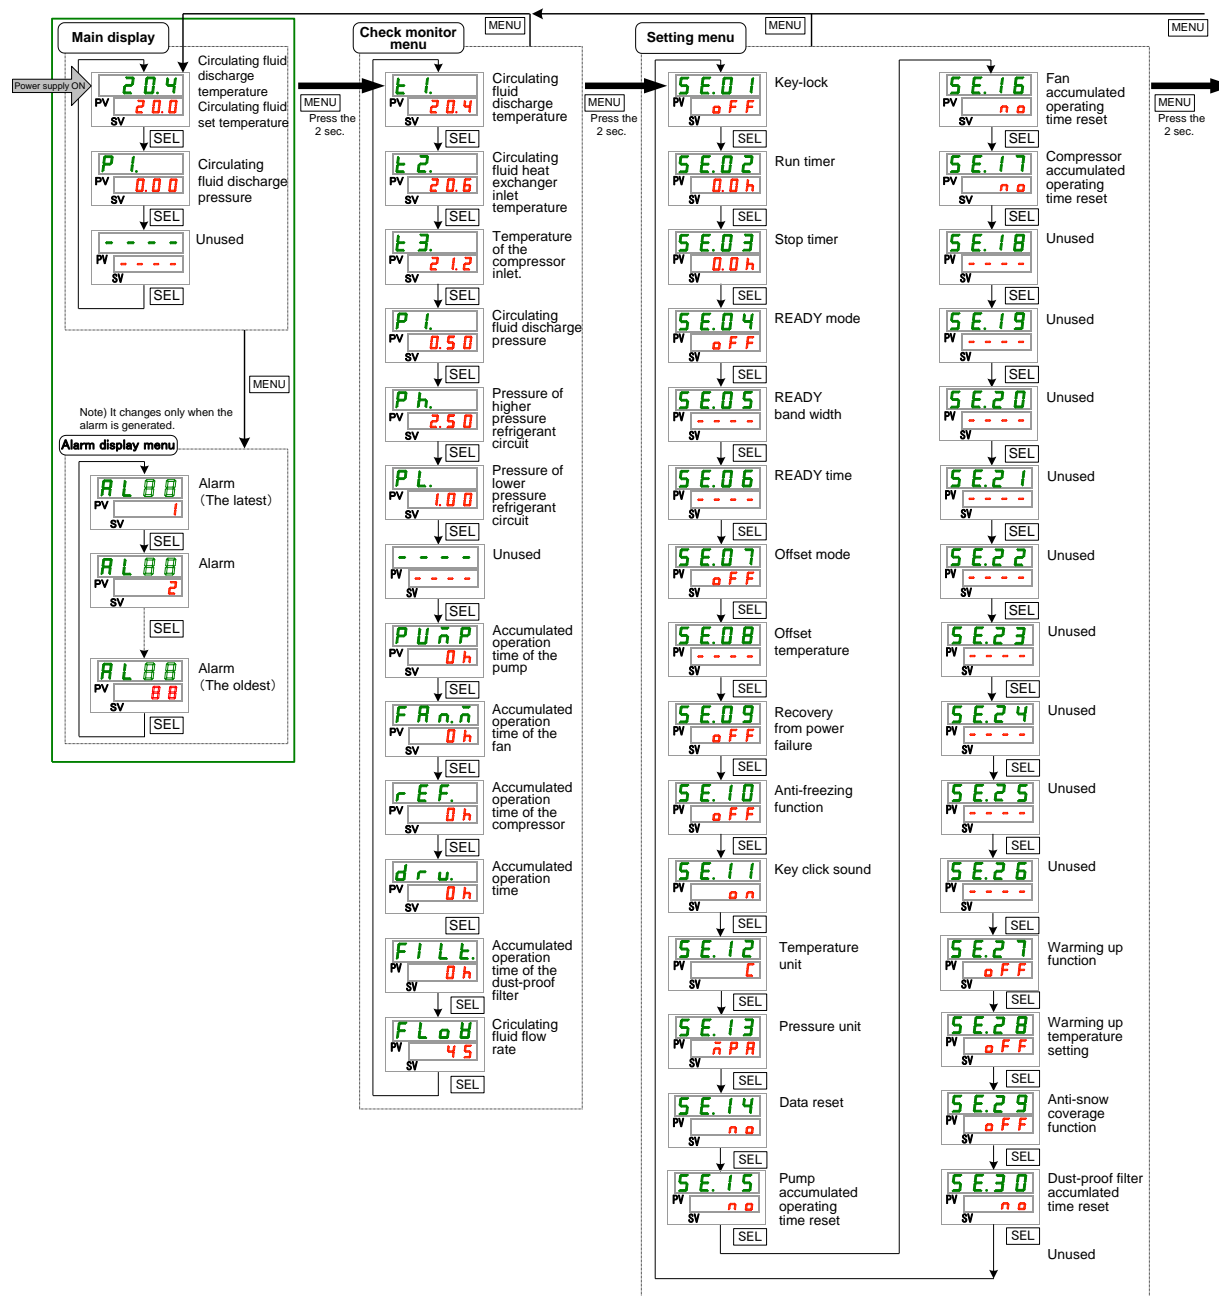 MENU
MENU
MENU
Main display
Circulating fluid
discharge
temperature
Circulating fluid
set temperature
Power supply ON
20.4
PV
20.0
SV
SEL
P 1.
PV
0.00
SV
Circulating
fluid discharge
pressure
SEL
- - - -
PV
- - - -
SV
Unused
SEL
MENU
Note) It changes only when the
alarm is generated.
Alarm display menu
AL88
PV
1
SV
Alarm
（The latest）
SEL
AL88
PV
2
SV
Alarm
SEL
AL88
PV
88
SV
Alarm
（The oldest）
SEL
MENU
Press the
2 sec.
Check monitor
menu
t 1.
PV
20.4
SV
Circulating
fluid
discharge
temperature
SEL
t 2.
PV
20.6
SV
Circulating
fluid heat
exchanger
inlet
temperature
SEL
t 3.
PV
21.2
SV
Temperature
of the
compressor
inlet.
SEL
P 1.
PV
0.50
SV
Circulating
fluid discharge
pressure
SEL
Ph.
PV
2.50
SV
Pressure of
higher
pressure
refrigerant
circuit
SEL
PL.
PV
1.00
SV
Pressure of
lower
pressure
refrigerant
circuit
SEL
- - - -
PV
- - - -
SV
Unused
SEL
PUñP
PV
0h
SV
Accumulated
operation
time of the
pump
SEL
FAn.ñ
PV
0h
SV
Accumulated
operation
time of the
fan
SEL
rEF.
PV
0h
SV
Accumulated
operation
time of the
compressor
SEL
dru.
PV
0h
SV
Accumulated
operation
time
SEL
FILt.
PV
0h
SV
Accumulated
operation
time of the
dust-proof
filter
SEL
FLoW
PV
45
SV
Criculating
fluid flow
rate
SEL
MENU
Press the
2 sec.
Setting menu
SE.01
PV
oFF
SV
Key-lock
SEL
SE.02
PV
0.0h
SV
Run timer
SEL
SE.03
PV
0.0h
SV
Stop timer
SEL
SE.04
PV
oFF
SV
READY mode
SEL
SE.05
PV
- - - -
SV
READY
band width
SEL
SE.06
PV
- - - -
SV
READY time
SEL
SE.07
PV
oFF
SV
Offset mode
SEL
SE.08
PV
- - - -
SV
Offset
temperature
SEL
SE.09
PV
oFF
SV
Recovery
from power
failure
SEL
SE.10
PV
oFF
SV
Anti-freezing
function
SEL
SE.11
PV
on
SV
Key click sound
SEL
SE.12
PV
C
SV
Temperature
unit
SEL
SE.13
PV
ñPA
SV
Pressure unit
SEL
SE.14
PV
no
SV
Data reset
SEL
SE.15
PV
no
SV
Pump
accumulated
operating
time reset
SEL
SE.16
PV
no
SV
Fan
accumulated
operating
time reset
SEL
SE.17
PV
no
SV
Compressor
accumulated
operating
time reset
SEL
SE.18
PV
- - - -
SV
Unused
SEL
SE.19
PV
- - - -
SV
Unused
SEL
SE.20
PV
- - - -
SV
Unused
SEL
SE.21
PV
- - - -
SV
Unused
SEL
SE.22
PV
- - - -
SV
Unused
SEL
SE.23
PV
- - - -
SV
Unused
SEL
SE.24
PV
- - - -
SV
Unused
SEL
SE.25
PV
- - - -
SV
Unused
SEL
SE.26
PV
- - - -
SV
Unused
SEL
SE.27
PV
oFF
SV
Warming up
function
SEL
SE.28
PV
oFF
SV
Warming up
temperature
setting
SEL
SE.29
PV
oFF
SV
Anti-snow
coverage
function
SEL
SE.30
PV
no
SV
Dust-proof filter
accumlated
time reset
SEL
Unused
MENU
Press the
2 sec.